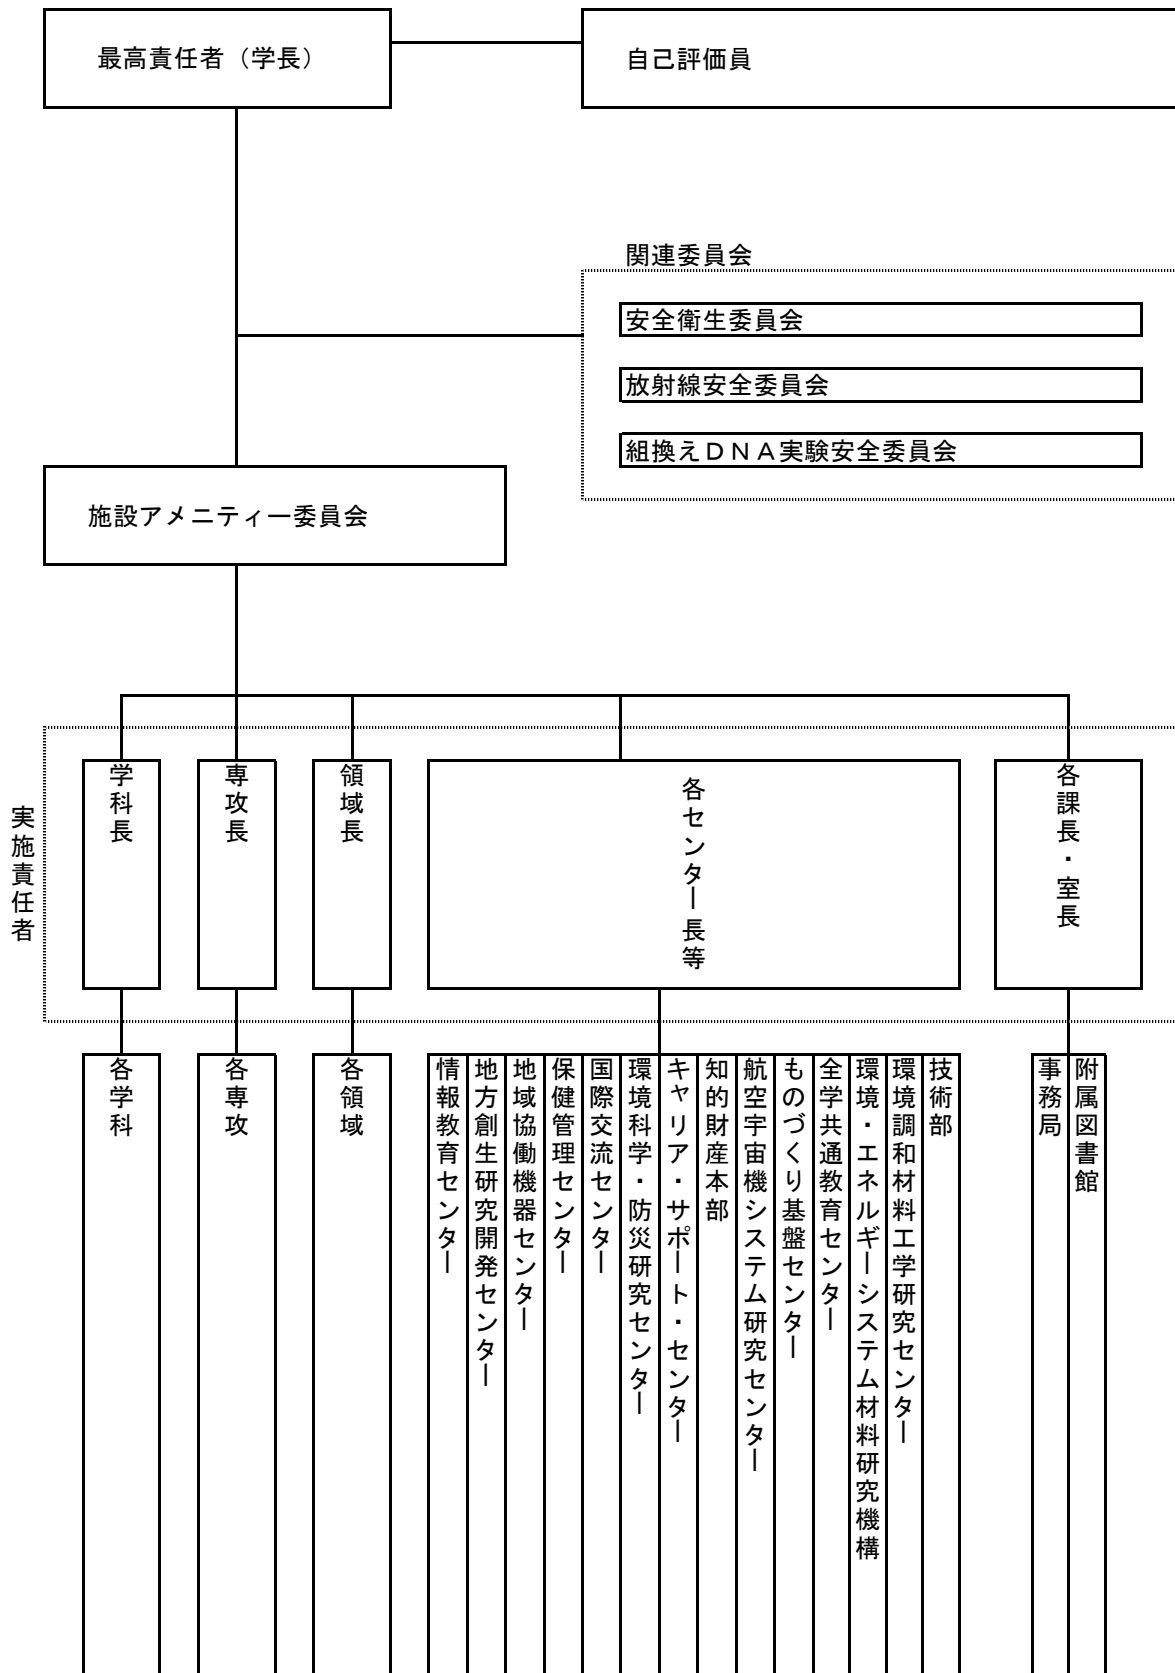 最高責任者（学長）
自己評価員
関連委員会
安全衛生委員会
放射線安全委員会
組換えＤＮＡ実験安全委員会
施設アメニティー委員会
実施責任者
学科長
専攻長
領域長
各センター長等
各課長・室長
各学科
各専攻
各領域
情報教育センター
地方創生研究開発センター
地域協働機器センター
保健管理センター
国際交流センター
環境科学・防災研究センター
キャリア・サポート・センター
知的財産本部
航空宇宙機システム研究センター
ものづくり基盤センター
全学共通教育センター
環境・エネルギーシステム材料研究機構
環境調和材料工学研究センター
技術部
事務局
附属図書館